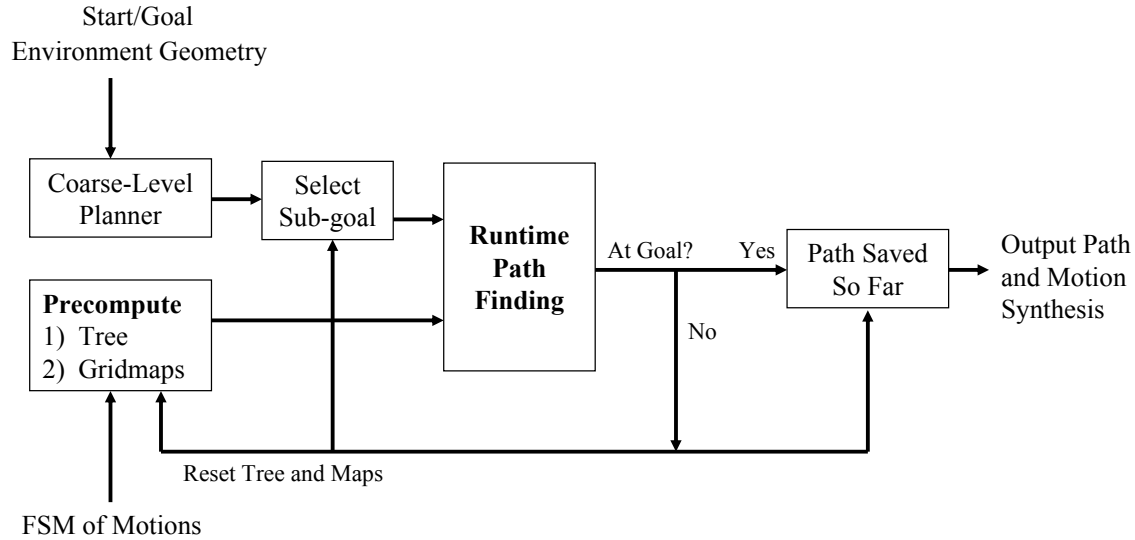 Start/Goal
Environment Geometry
Coarse-Level
Planner
Select
Sub-goal
Runtime
Path
Finding
At Goal?
Yes
No
Path Saved
So Far
Output Path
and Motion
Synthesis
Precompute
1) Tree
2) Gridmaps
Reset Tree and Maps
FSM of Motions